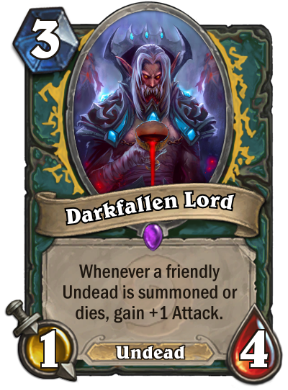 3
Darkfallen Lord
Whenever a friendly
Undead is summoned or
dies, gain +1 Attack.
1
Undead
4